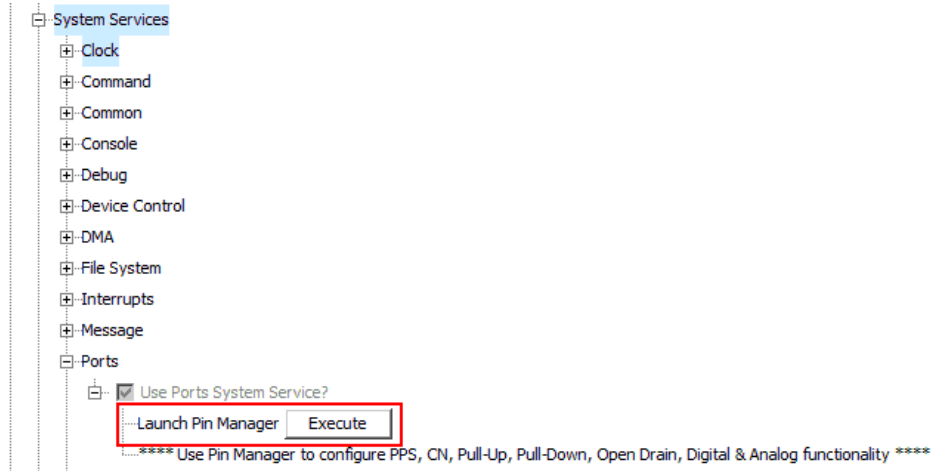 System Services
Clock
Command
Common
Console
Debug
Device Control
DMA
File System
Interrupts
Message
Ports
Use Ports System Service?
Launch Pin Manager Execute
**** Use Pin Manager to configure PPS, CN, Pull-Up, Pull-Down, Open Drain, Digital & Analog functionality ****